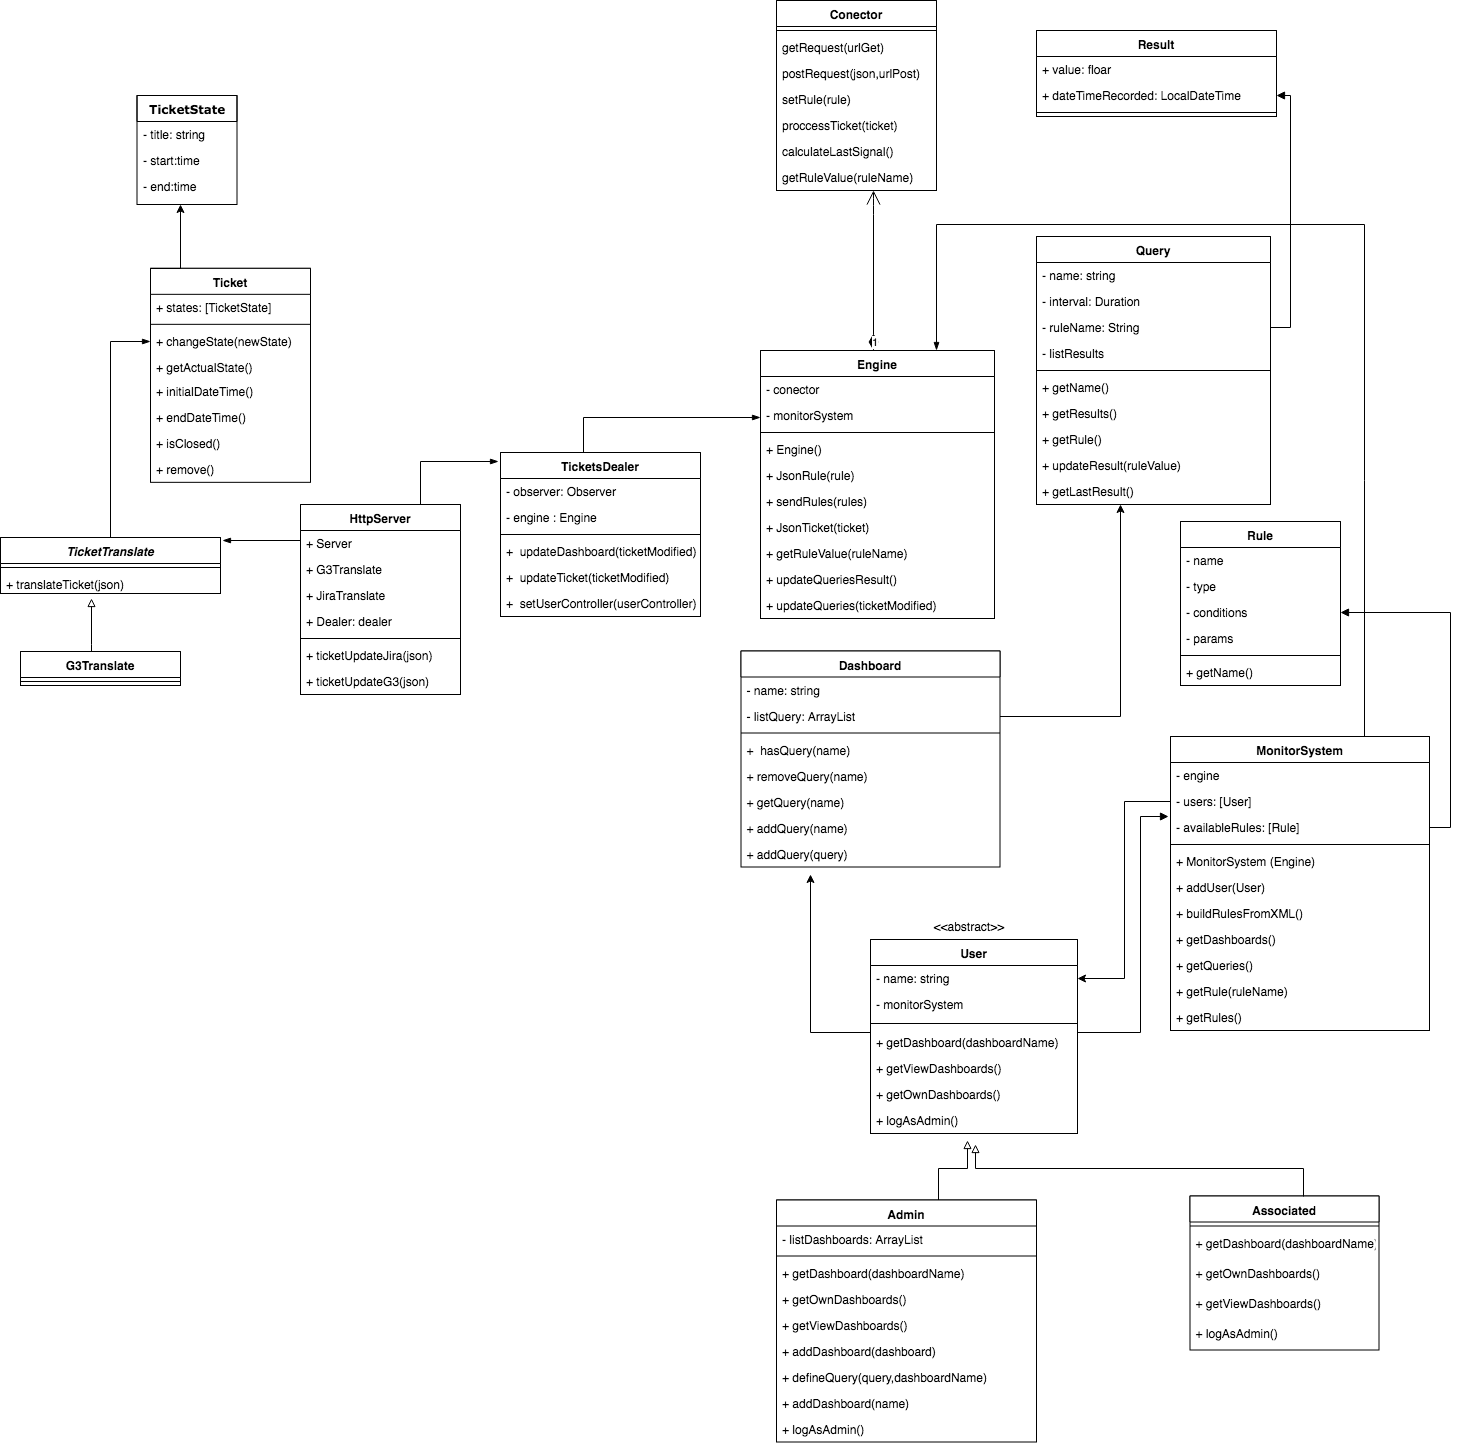 Conector
getRequest(urlGet)
postRequest(json,urlPost)
setRule(rule)
proccessTicket(ticket)
calculateLastSignal()
getRuleValue(ruleName)
Result
+ value: floar
+ dateTimeRecorded: LocalDateTime
TicketState
- title: string
- start:time
- end:time
Ticket
+ states: [TicketState]
+ changeState(newState)
+ getActualState()
+ initialDateTime()
+ endDateTime()
+ isClosed()
+ remove()
Query
- name: string
- interval: Duration
- ruleName: String
- listResults
+ getName()
+ getResults()
+ getRule()
+ updateResult(ruleValue)
+ getLastResult()
1
Engine
- conector
- monitorSystem
+ Engine()
+ JsonRule(rule)
+ sendRules(rules)
+ JsonTicket(ticket)
+ getRuleValue(ruleName)
+ updateQueriesResult()
+ updateQueries(ticketModified)
TicketsDealer
- observer: Observer
- engine : Engine
+ updateDashboard(ticketModified)
+ updateTicket(ticketModified)
+ setUserController(userController)
HttpServer
+ Server
+ G3Translate
+ JiraTranslate
+ Dealer: dealer
+ ticketUpdateJira(json)
+ ticketUpdateG3(json)
TicketTranslate
+ translateTicket(json)
G3Translate
Rule
- name
- type
- conditions
- params
+ getName()
Dashboard
- name: string
- listQuery: ArrayList
+ hasQuery(name)
+ removeQuery(name)
+ getQuery(name)
+ addQuery(name)
+ addQuery(query)
MonitorSystem
- engine
- users: [User]
- availableRules: [Rule]
+ MonitorSystem (Engine)
+ addUser(User)
+ buildRulesFromXML()
+ getDashboards()
+ getQueries()
+ getRule(ruleName)
+ getRules()
<<abstract>>
User
- name: string
- monitorSystem
+ getDashboard(dashboardName)
+ getViewDashboards()
+ getOwnDashboards()
+ logAsAdmin()
Admin
- listDashboards: ArrayList
+ getDashboard(dashboardName)
+ getOwnDashboards()
+ getViewDashboards()
+ addDashboard(dashboard)
+ defineQuery(query,dashboardName)
+ addDashboard(name)
+ logAsAdmin()
Associated
+ getDashboard(dashboardName)
+ getOwnDashboards()
+ getViewDashboards()
+ logAsAdmin()